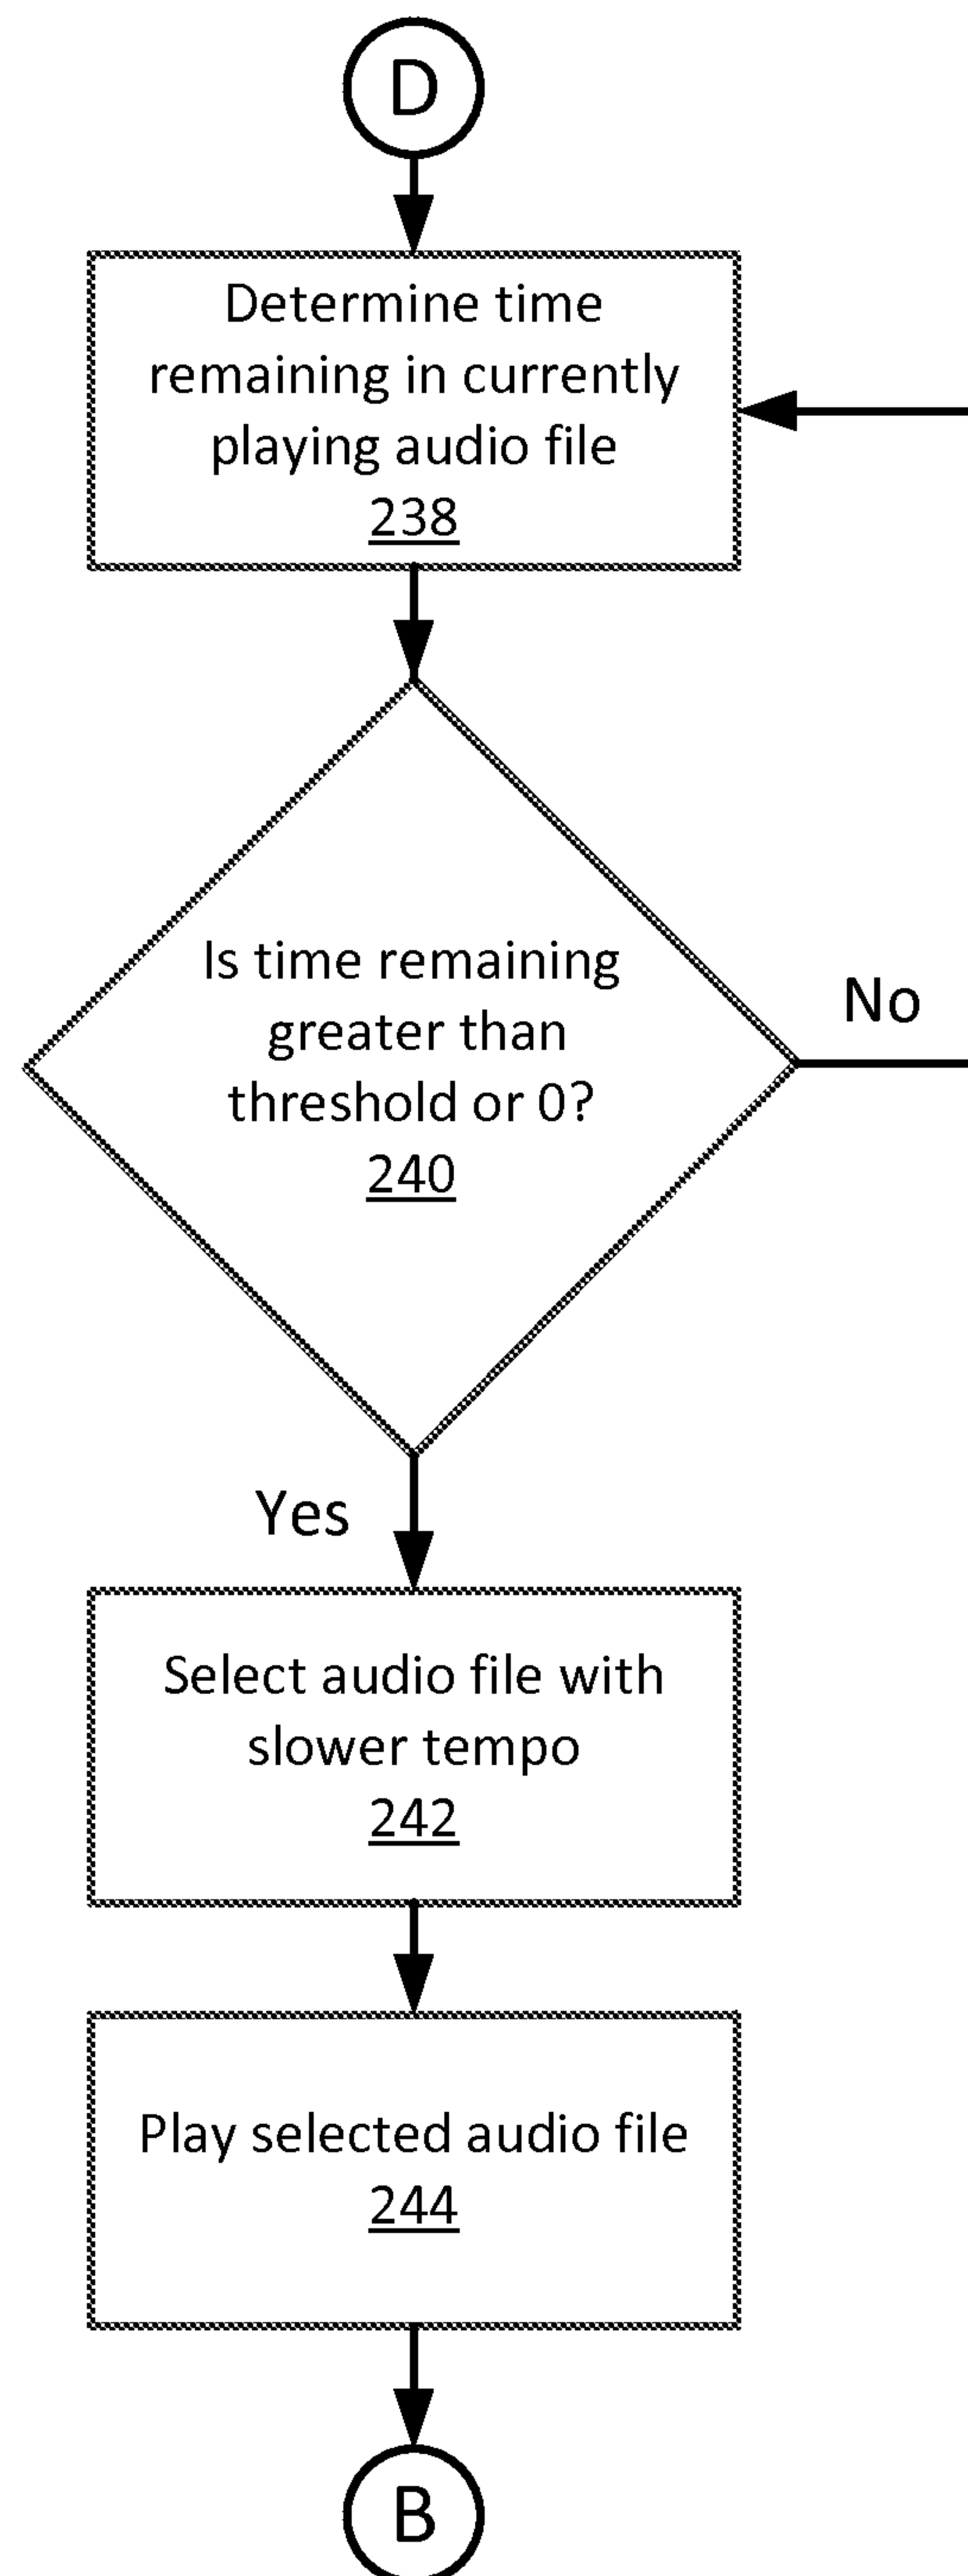 D
Determine time
remaining in currently
playing audio file
238
Is time remaining
greater than
threshold or 0?
240
No
Yes
Select audio file with
slower tempo
242
Play selected audio file
244
B